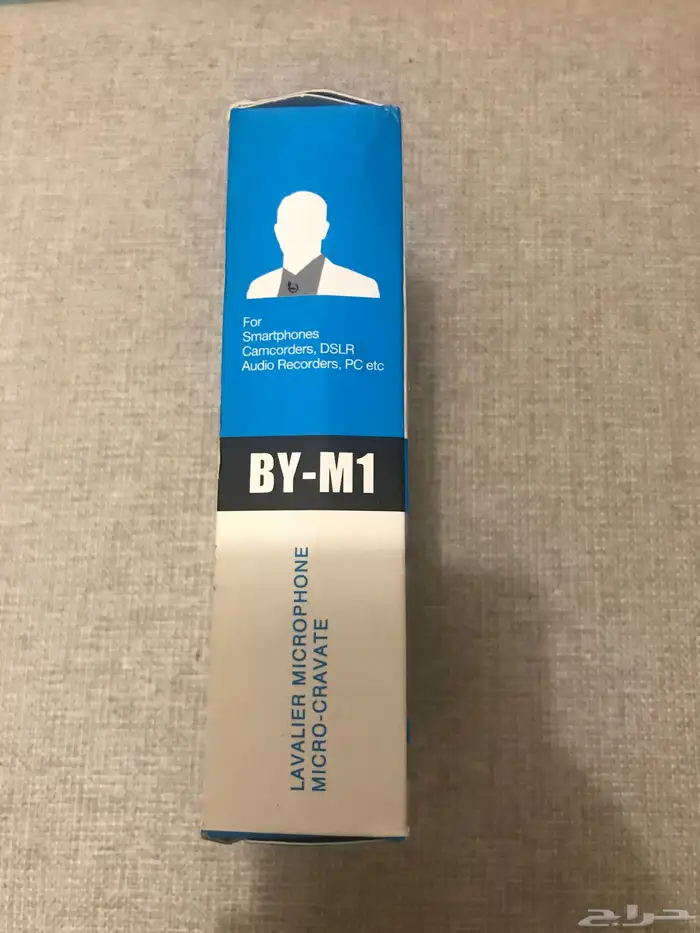 For
Smartphones
Camcorders, DSLR
Audio Recorders, PC etc
BY-M1
LAVALIER MICROPHONE
MICRO-CRAVATE
حراج